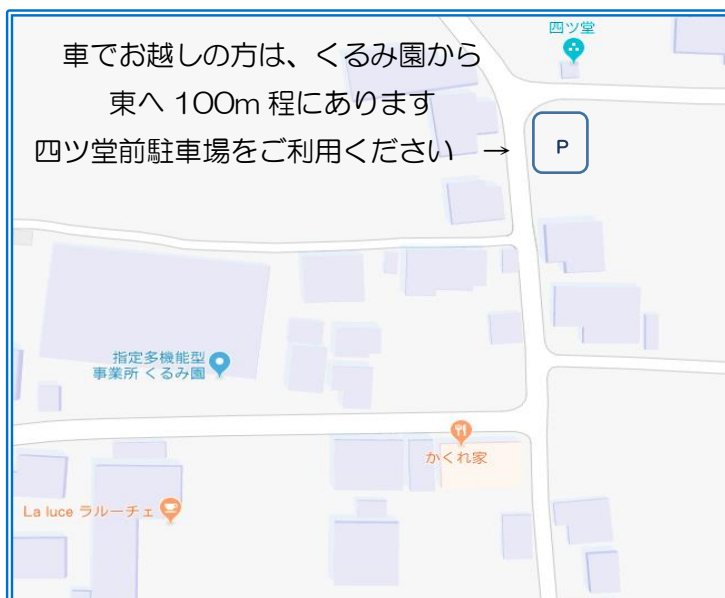 四ツ堂
車でお越しの方は、くるみ園から
東へ 100m 程にあります
四ツ堂前駐車場をご利用ください →
P
指定多機能型
事業所 くるみ園
かくれ家
La luce ラルーチェ